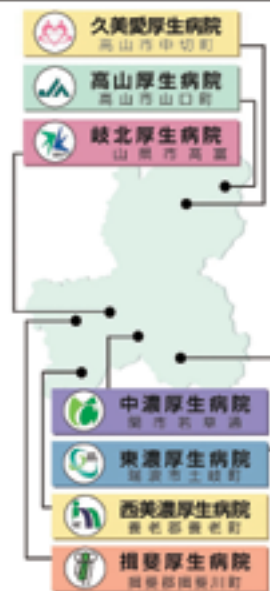 久美愛厚生病院
高山市中切町
JA
高山厚生病院
高山市山口町
岐北厚生病院
山県市高富
中濃厚生病院
関市若草通
東濃厚生病院
瑞浪市土岐町
西美濃厚生病院
養老郡養老町
揖斐厚生病院
揖斐郡揖斐川町